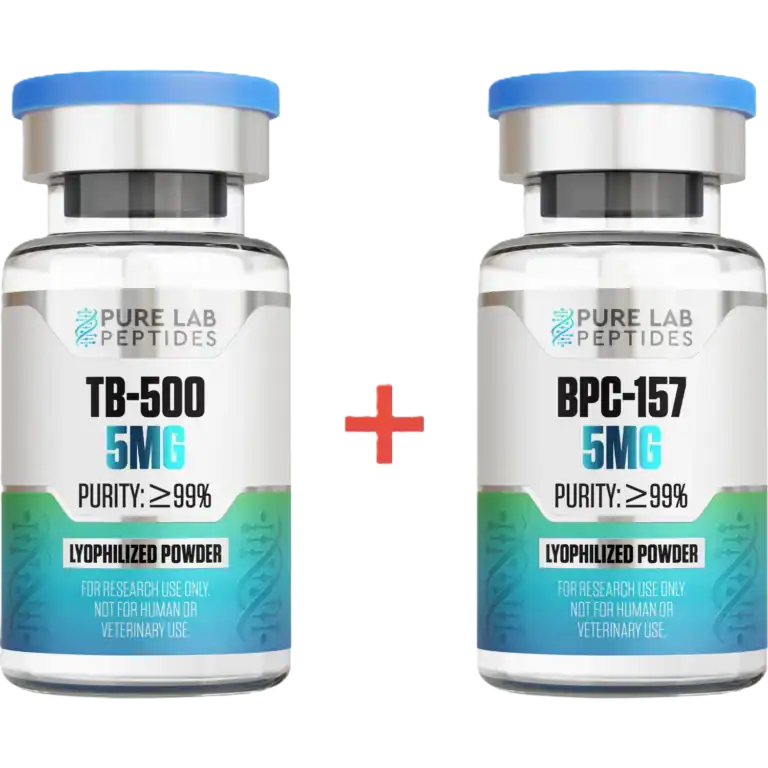 PURE LAB
PEPTIDES
TB-500
5MG
PURITY: ≥99%
LYOPHILIZED POWDER
FOR RESEARCH USE ONLY.
NOT FOR HUMAN OR
VETERINARY USE.
+
PURE LAB
PEPTIDES
BPC-157
5MG
PURITY: ≥99%
LYOPHILIZED POWDER
FOR RESEARCH USE ONLY.
NOT FOR HUMAN OR
VETERINARY USE.